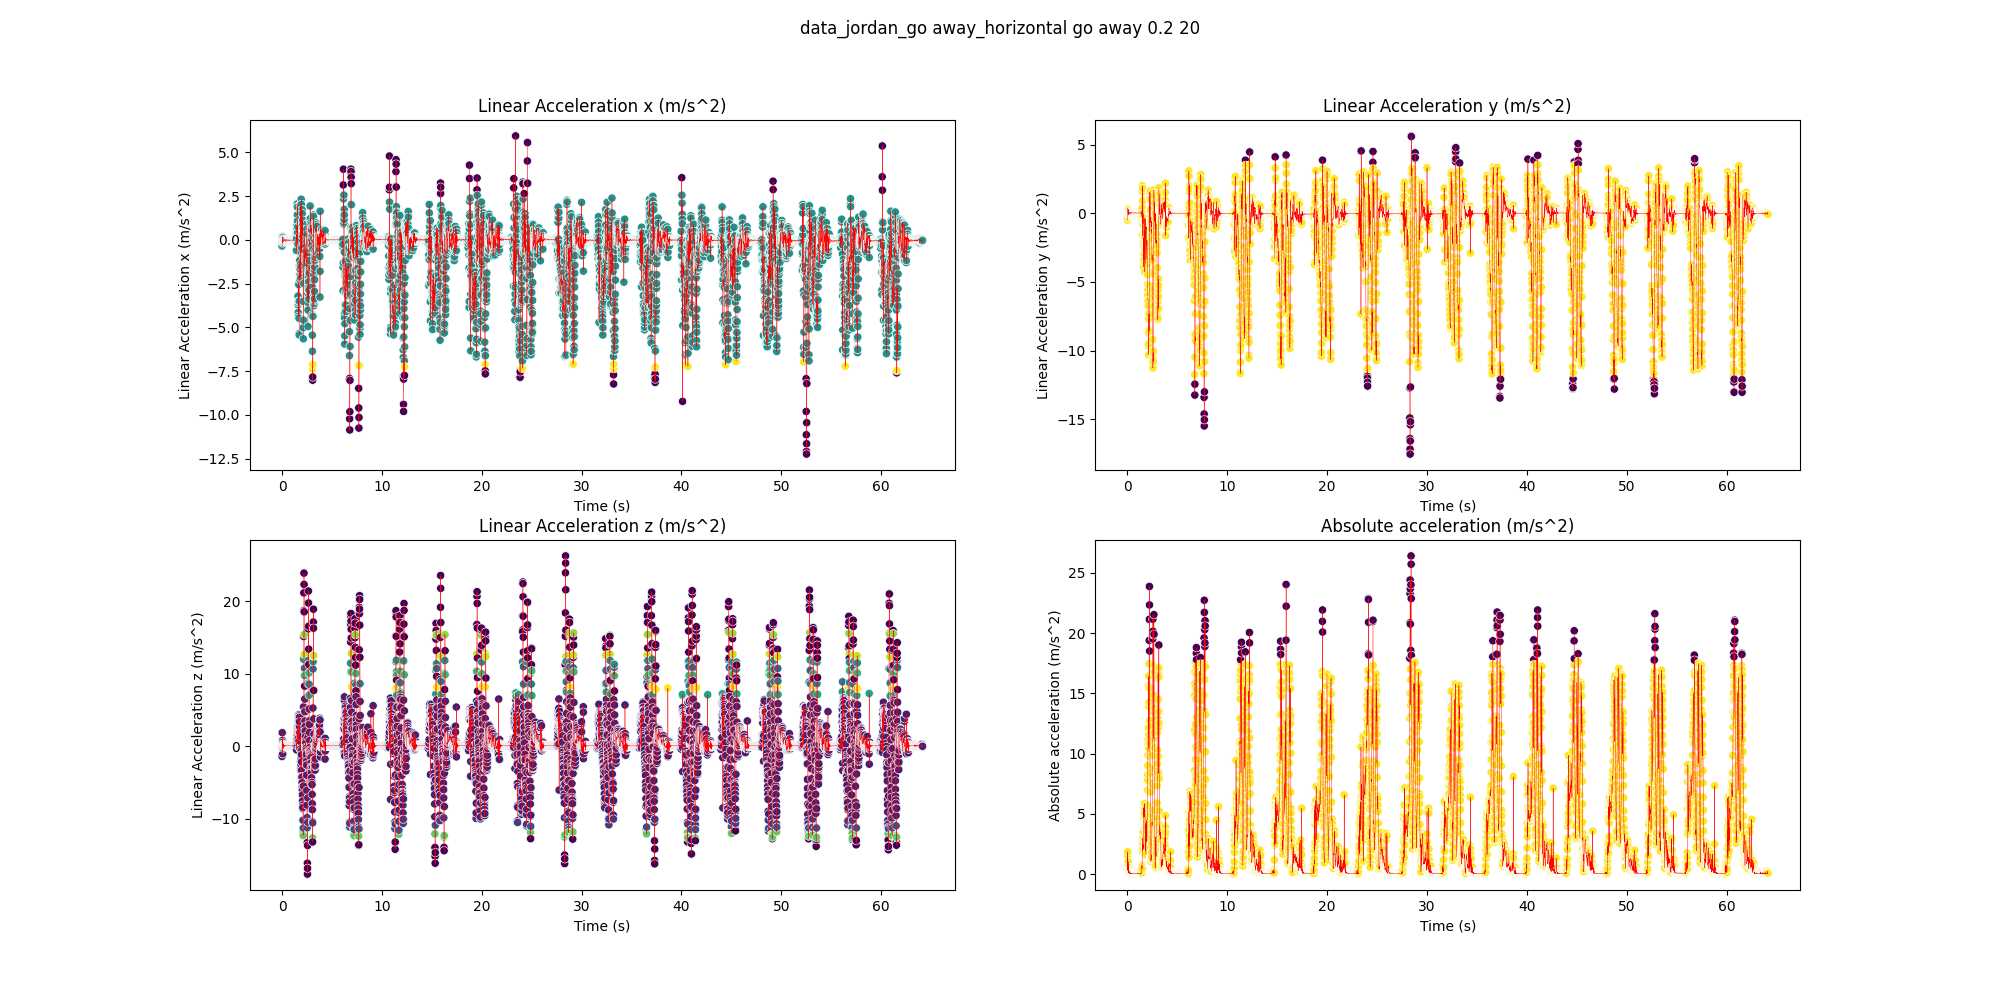 data_jordan_go away_horizontal go away 0.2 20
Linear Acceleration x (m/s^2)
Linear Acceleration x (m/s^2)
5.0
2.5
0.0
−2.5
−5.0
−7.5
−10.0
−12.5
0 10 20 30 40 50 60
Time (s)
Linear Acceleration y (m/s^2)
Linear Acceleration y (m/s^2)
5
0
−5
−10
−15
0 10 20 30 40 50 60
Time (s)
Linear Acceleration z (m/s^2)
Linear Acceleration z (m/s^2)
20
10
0
−10
0 10 20 30 40 50 60
Time (s)
Absolute acceleration (m/s^2)
Absolute acceleration (m/s^2)
25
20
15
10
5
0
0 10 20 30 40 50 60
Time (s)